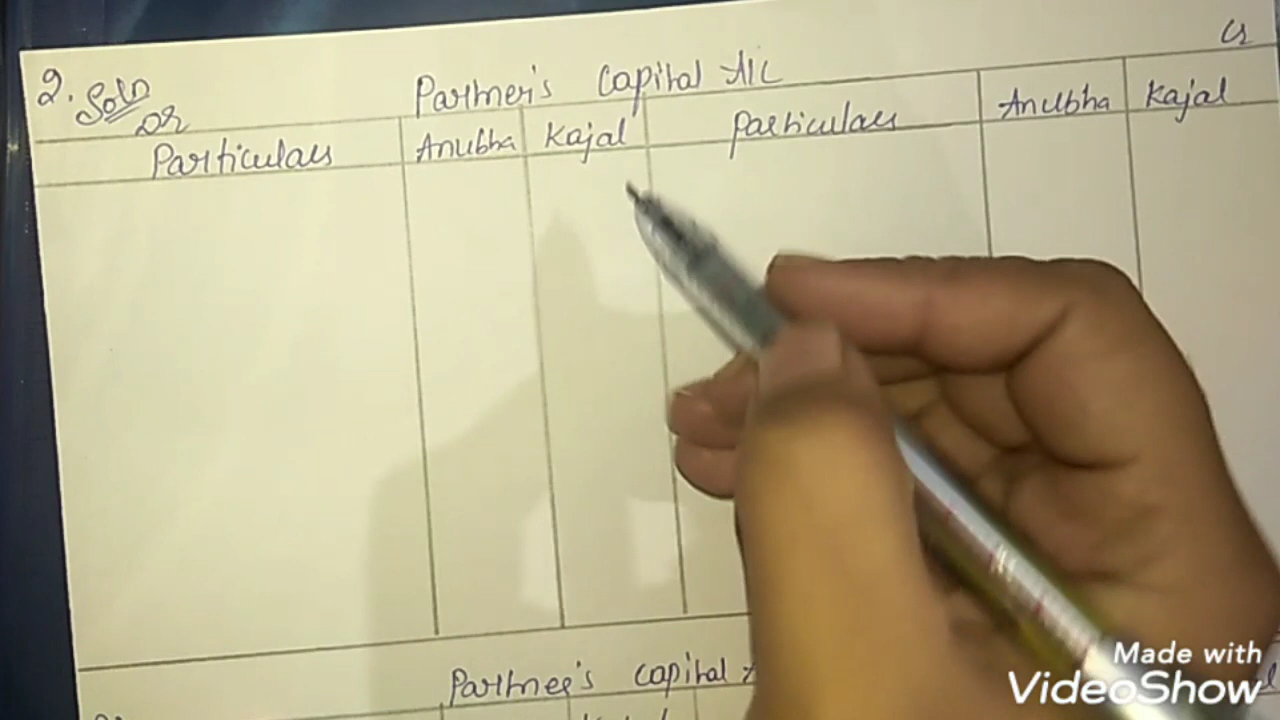 2. Soln Partner's Capital A/C Cr
Dr
Particulars Anubha Kajal Particulars Anubha Kajal
Partner's capital
Made with
VideoShow